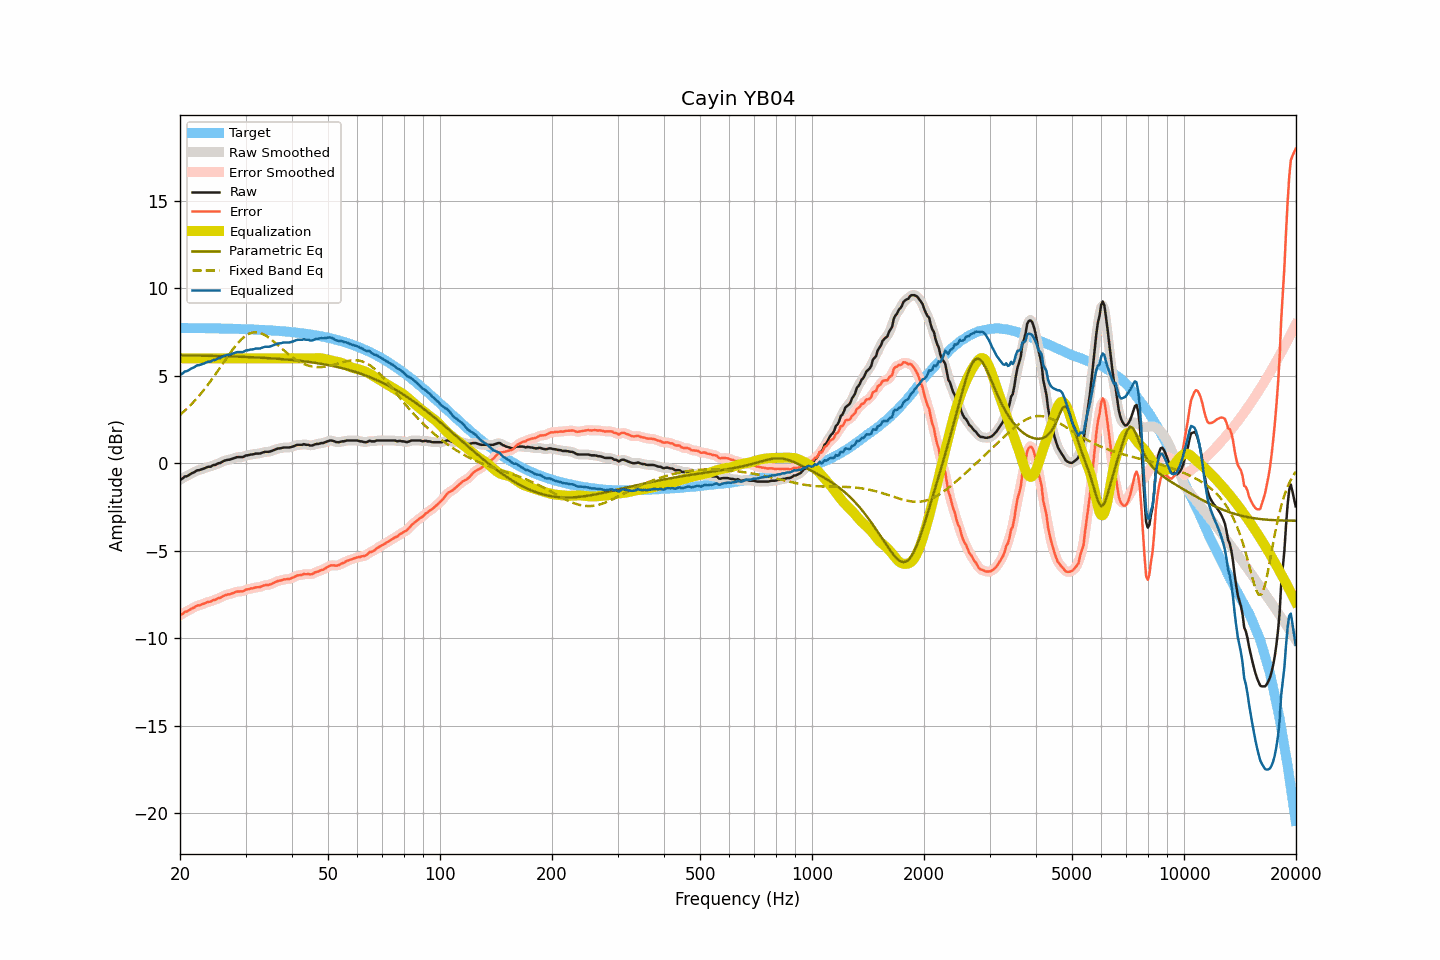 Cayin YB04
Target
Raw Smoothed
Error Smoothed
Raw
Error
Equalization
Parametric Eq
Fixed Band Eq
Equalized
15
10
5
0
−5
−10
−15
−20
Amplitude (dBr)
20 50 100 200 500 1000 2000 5000 10000 20000
Frequency (Hz)